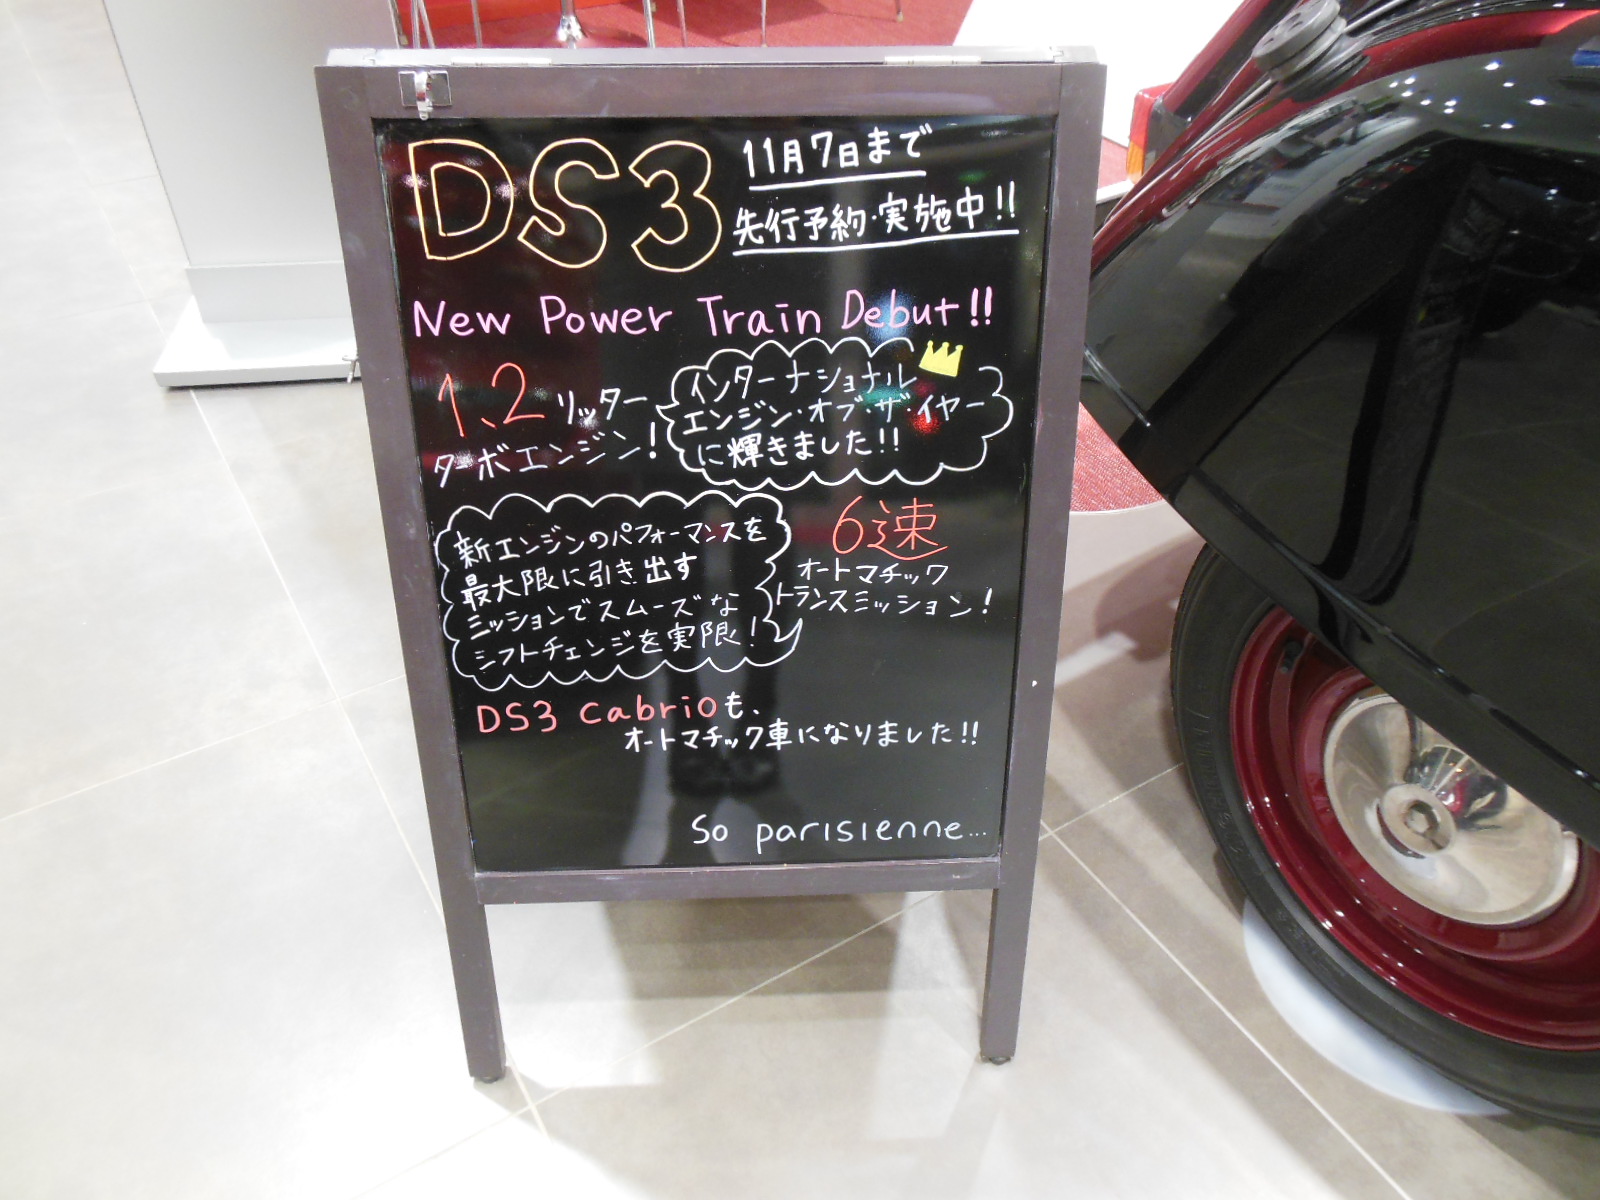 DS3
11月7日まで
先行予約・実施中!!
New Power Train Debut!!
1.2リッター
ターボエンジン!
インターナショナル
エンジン・オブ・ザ・イヤー
に輝きました!!
新エンジンのパフォーマンスを
最大限に引き出す
ミッションでスムーズな
シフトチェンジを実限!
6速
オートマチック
トランスミッション!
DS3 Cabrioも、
オートマチック車になりました!!
So parisienne...